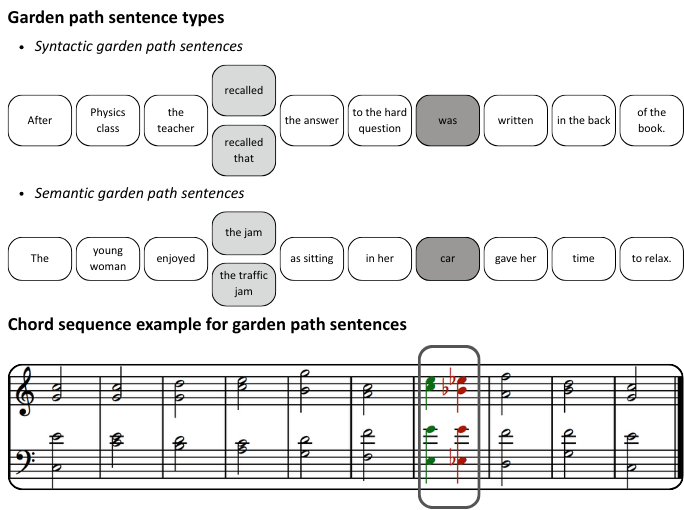 Garden path sentence types
• Syntactic garden path sentences
recalled
After
Physics
class
the
teacher
the answer
to the hard
question
was
written
in the back
of the
book.
recalled
that
• Semantic garden path sentences
the jam
The
young
woman
enjoyed
as sitting
in her
car
gave her
time
to relax.
the traffic
jam
Chord sequence example for garden path sentences